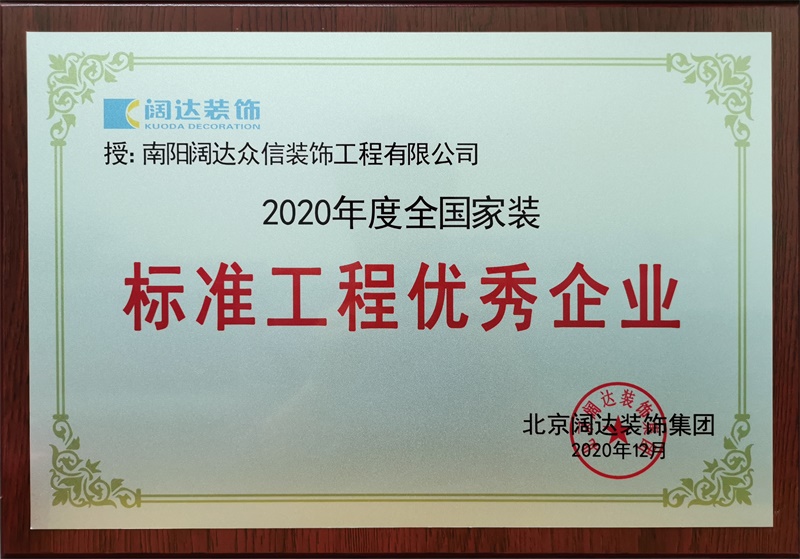 阔达装饰
KUODA DECORATION
授: 南阳阔达众信装饰工程有限公司
2020年度全国家装
标准工程优秀企业
北京阔达装饰集团
2020年12月